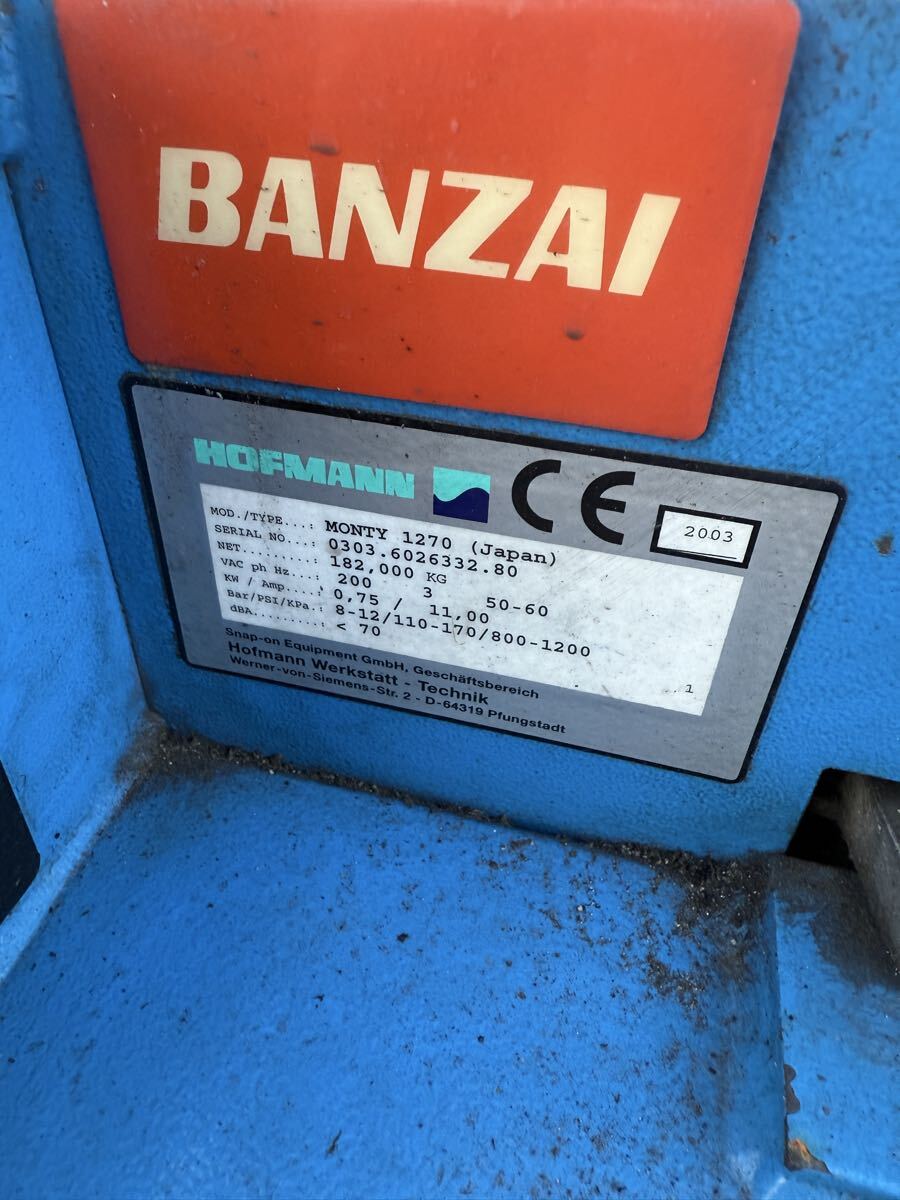 BANZAI
HOFMANN CE 2003
MOD./TYPE...: MONTY 1270 (Japan)
SERIAL NO...: 0303.6026332.80
NET.........: 182,000 KG
VAC ph Hz...: 200 3 50-60
KW / Amp....: 0,75 / 11,00
Bar/PSI/KPa.: 8-12/110-170/800-1200
dBA.........: < 70
1
Snap-on Equipment GmbH, Geschäftsbereich
Hofmann Werkstatt - Technik
Werner-von-Siemens-Str. 2 - D-64319 Pfungstadt